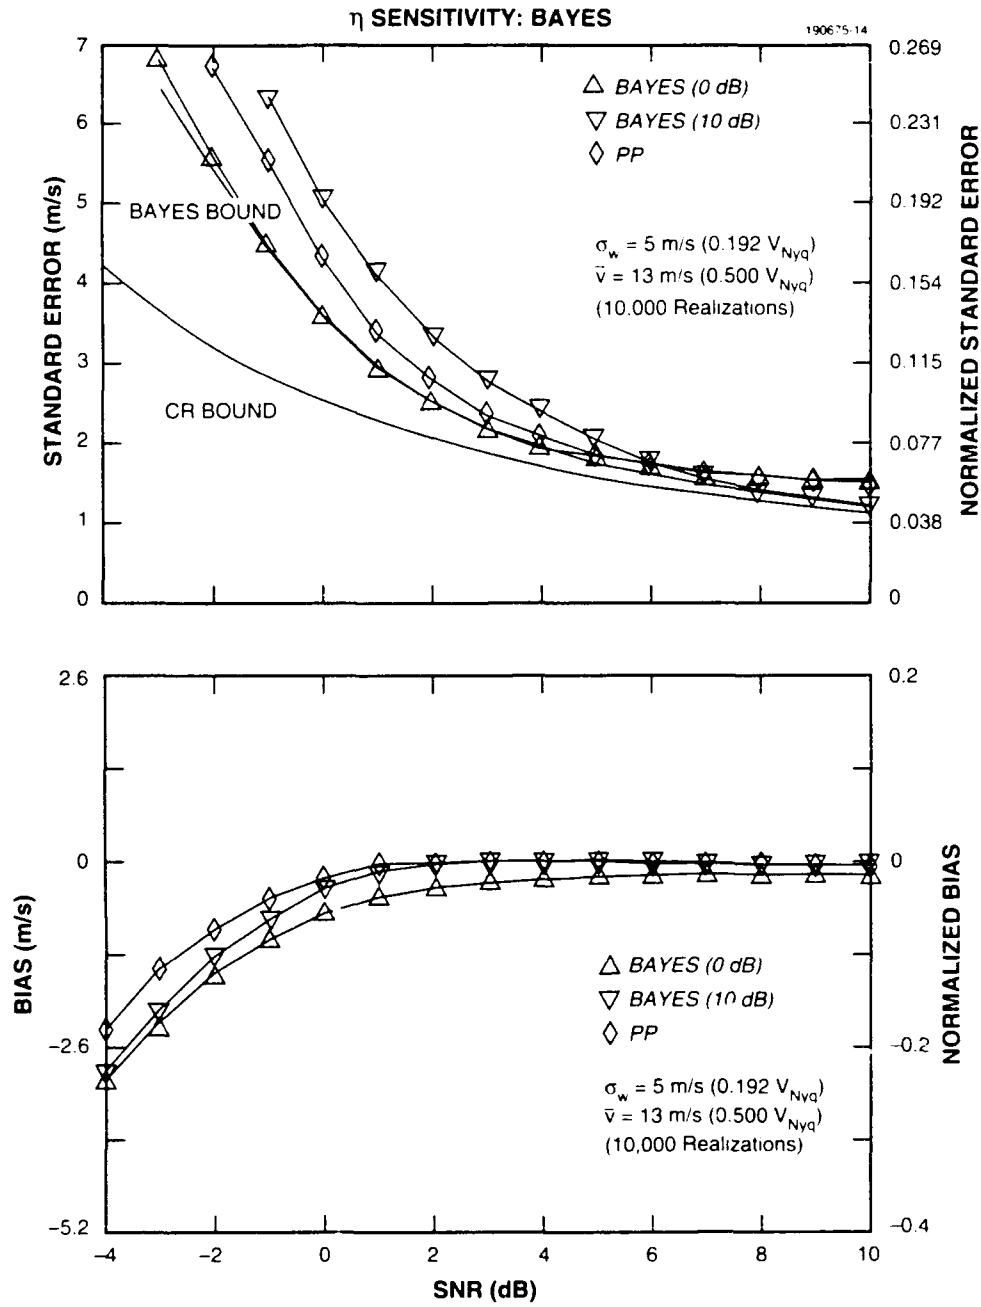 η SENSITIVITY: BAYES
190675-14
7
6
5
4
3
2
1
0
STANDARD ERROR (m/s)
0.269
0.231
0.192
0.154
0.115
0.077
0.038
0
NORMALIZED STANDARD ERROR
BAYES (0 dB)
BAYES (10 dB)
PP
σw = 5 m/s (0.192 VNyq)
v̄ = 13 m/s (0.500 VNyq)
(10.000 Realizations)
BAYES BOUND
CR BOUND
2.6
0
−2.6
−5.2
BIAS (m/s)
0.2
0
−0.2
−0.4
NORMALIZED BIAS
BAYES (0 dB)
BAYES (10 dB)
PP
σw = 5 m/s (0.192 VNyq)
v̄ = 13 m/s (0.500 VNyq)
(10,000 Realizations)
−4 −2 0 2 4 6 8 10
SNR (dB)